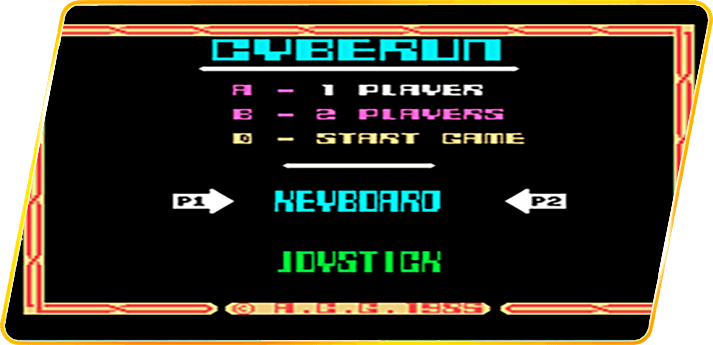 CYBERUN
A - 1 PLAYER
B - 2 PLAYERS
0 - START GAME
P1 KEYBOARD P2
JOYSTICK
© A.C.G. 1985